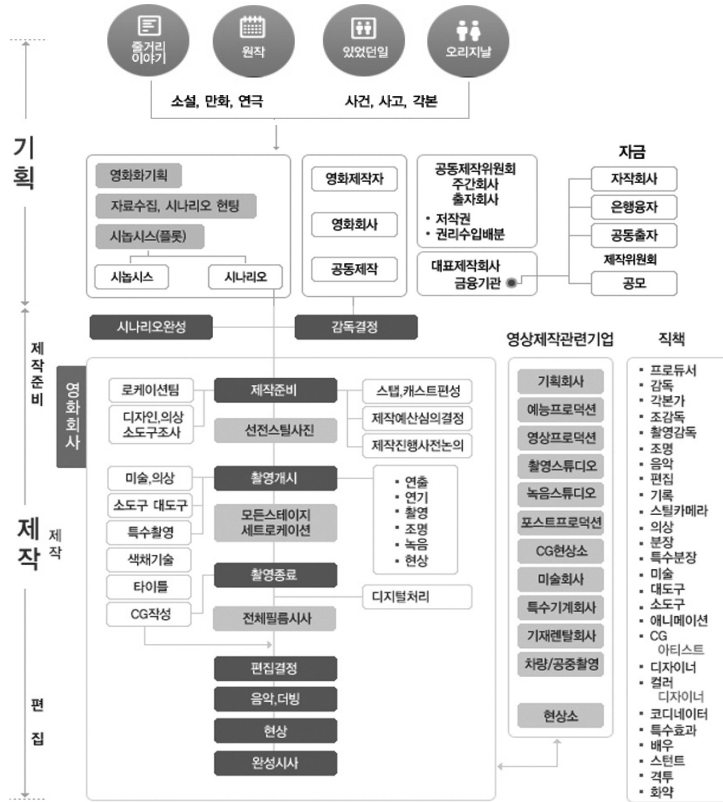 줄거리
이야기
원작
있었던일
오리지날
소설, 만화, 연극
사건, 사고, 각본
기
획
영화화기획
자료수집, 시나리오 헌팅
시놉시스(플롯)
시놉시스
시나리오
영화제작자
영화회사
공동제작
공동제작위원회
주간회사
출자회사
• 저작권
• 권리수입배분
대표제작회사
금융기관
자금
자작회사
은행융자
공동출자
제작위원회
공모
시나리오완성
감독결정
제
작
준
비
영
화
회
사
제
작
제
작
편
집
로케이션팀
디자인,의상
소도구조사
제작준비
선전스틸사진
스탭,캐스트편성
제작예산심의결정
제작진행사전논의
미술,의상
소도구 대도구
특수촬영
색채기술
타이틀
CG작성
촬영개시
모든스테이지
세트로케이션
촬영종료
전체필름시사
• 연출
• 연기
• 촬영
• 조명
• 녹음
• 현상
디지털처리
편집결정
음악,더빙
현상
완성시사
영상제작관련기업
기획회사
예능프로덕션
영상프로덕션
촬영스튜디오
녹음스튜디오
포스트프로덕션
CG현상소
미술회사
특수기계회사
기재렌탈회사
차량/공중촬영
현상소
직책
▪ 프로듀서
▪ 감독
▪ 각본가
▪ 조감독
▪ 촬영감독
▪ 조명
▪ 음악
▪ 편집
▪ 기록
▪ 스틸카메라
▪ 의상
▪ 분장
▪ 특수분장
▪ 미술
▪ 대도구
▪ 소도구
▪ 애니메이션
▪ CG
아티스트
▪ 디자이너
▪ 컬러
디자이너
▪ 코디네이터
▪ 특수효과
▪ 배우
▪ 스턴트
▪ 격투
▪ 화약